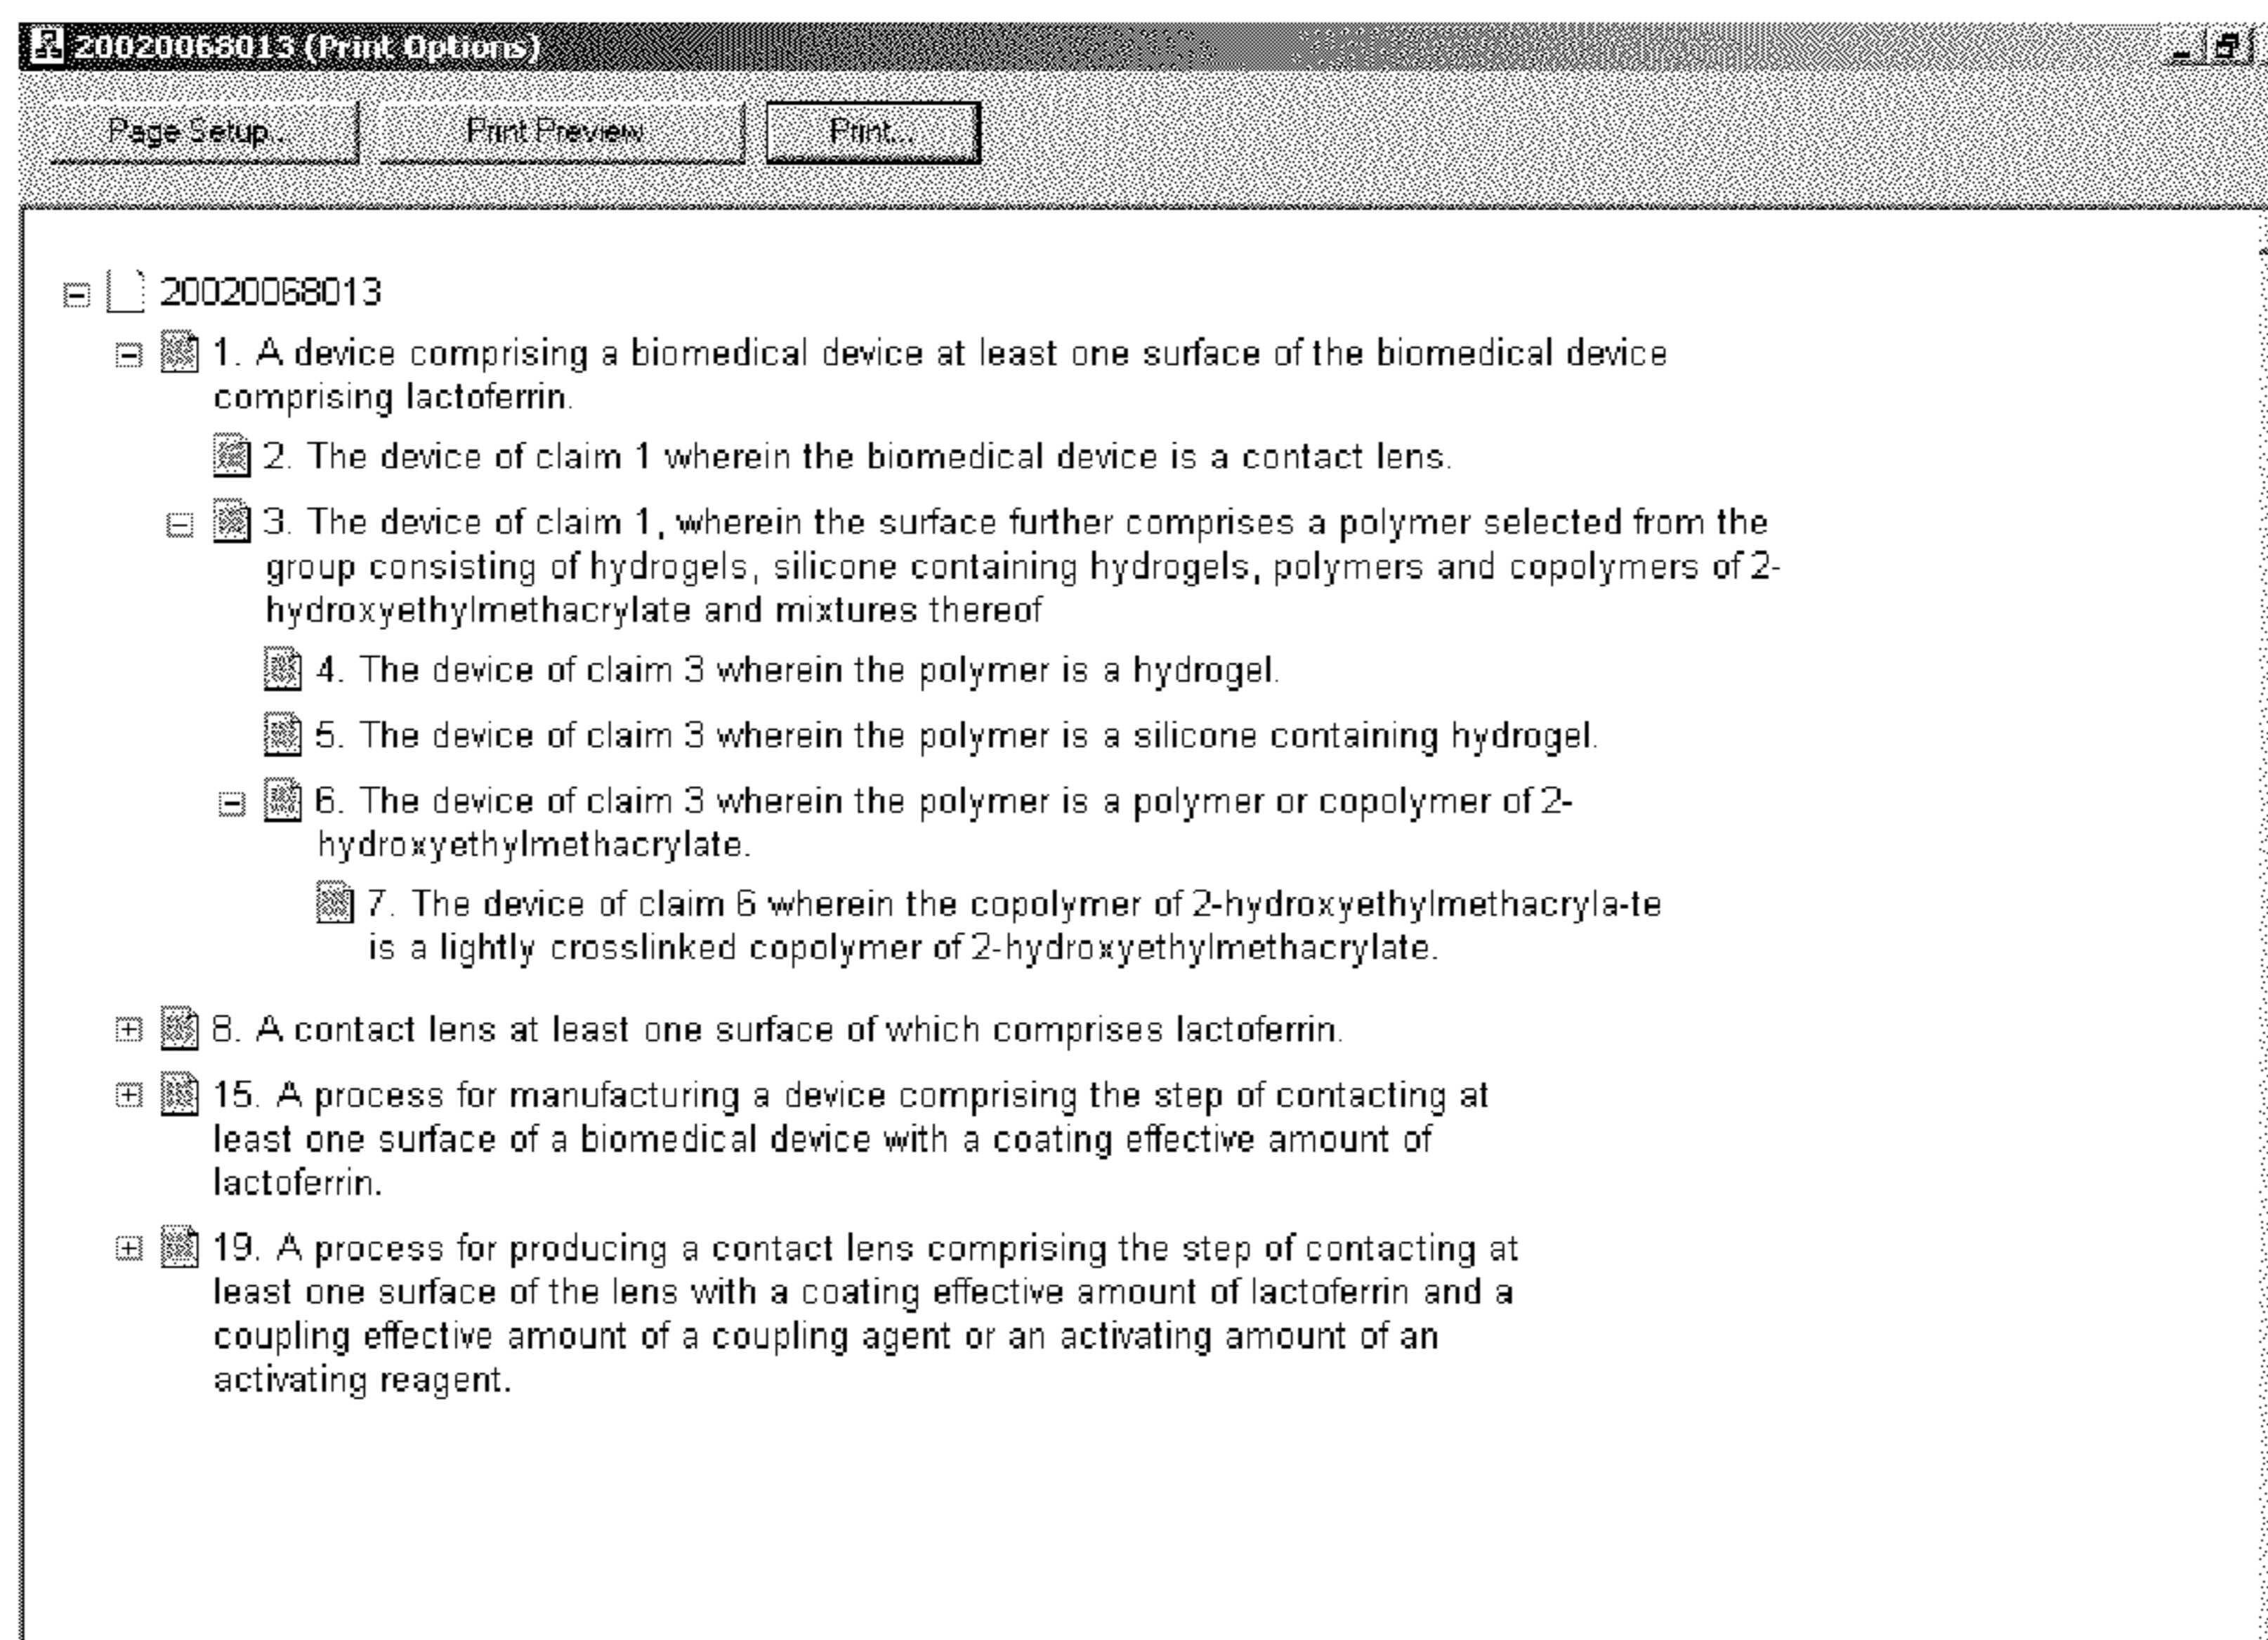 20020068013 (Print Options)
Page Setup... Print Preview Print...
20020068013
1. A device comprising a biomedical device at least one surface of the biomedical device
comprising lactoferrin.
2. The device of claim 1 wherein the biomedical device is a contact lens.
3. The device of claim 1, wherein the surface further comprises a polymer selected from the
group consisting of hydrogels, silicone containing hydrogels, polymers and copolymers of 2-
hydroxyethylmethacrylate and mixtures thereof
4. The device of claim 3 wherein the polymer is a hydrogel.
5. The device of claim 3 wherein the polymer is a silicone containing hydrogel.
6. The device of claim 3 wherein the polymer is a polymer or copolymer of 2-
hydroxyethylmethacrylate.
7. The device of claim 6 wherein the copolymer of 2-hydroxyethylmethacryla-te
is a lightly crosslinked copolymer of 2-hydroxyethylmethacrylate.
8. A contact lens at least one surface of which comprises lactoferrin.
15. A process for manufacturing a device comprising the step of contacting at
least one surface of a biomedical device with a coating effective amount of
lactoferrin.
19. A process for producing a contact lens comprising the step of contacting at
least one surface of the lens with a coating effective amount of lactoferrin and a
coupling effective amount of a coupling agent or an activating amount of an
activating reagent.